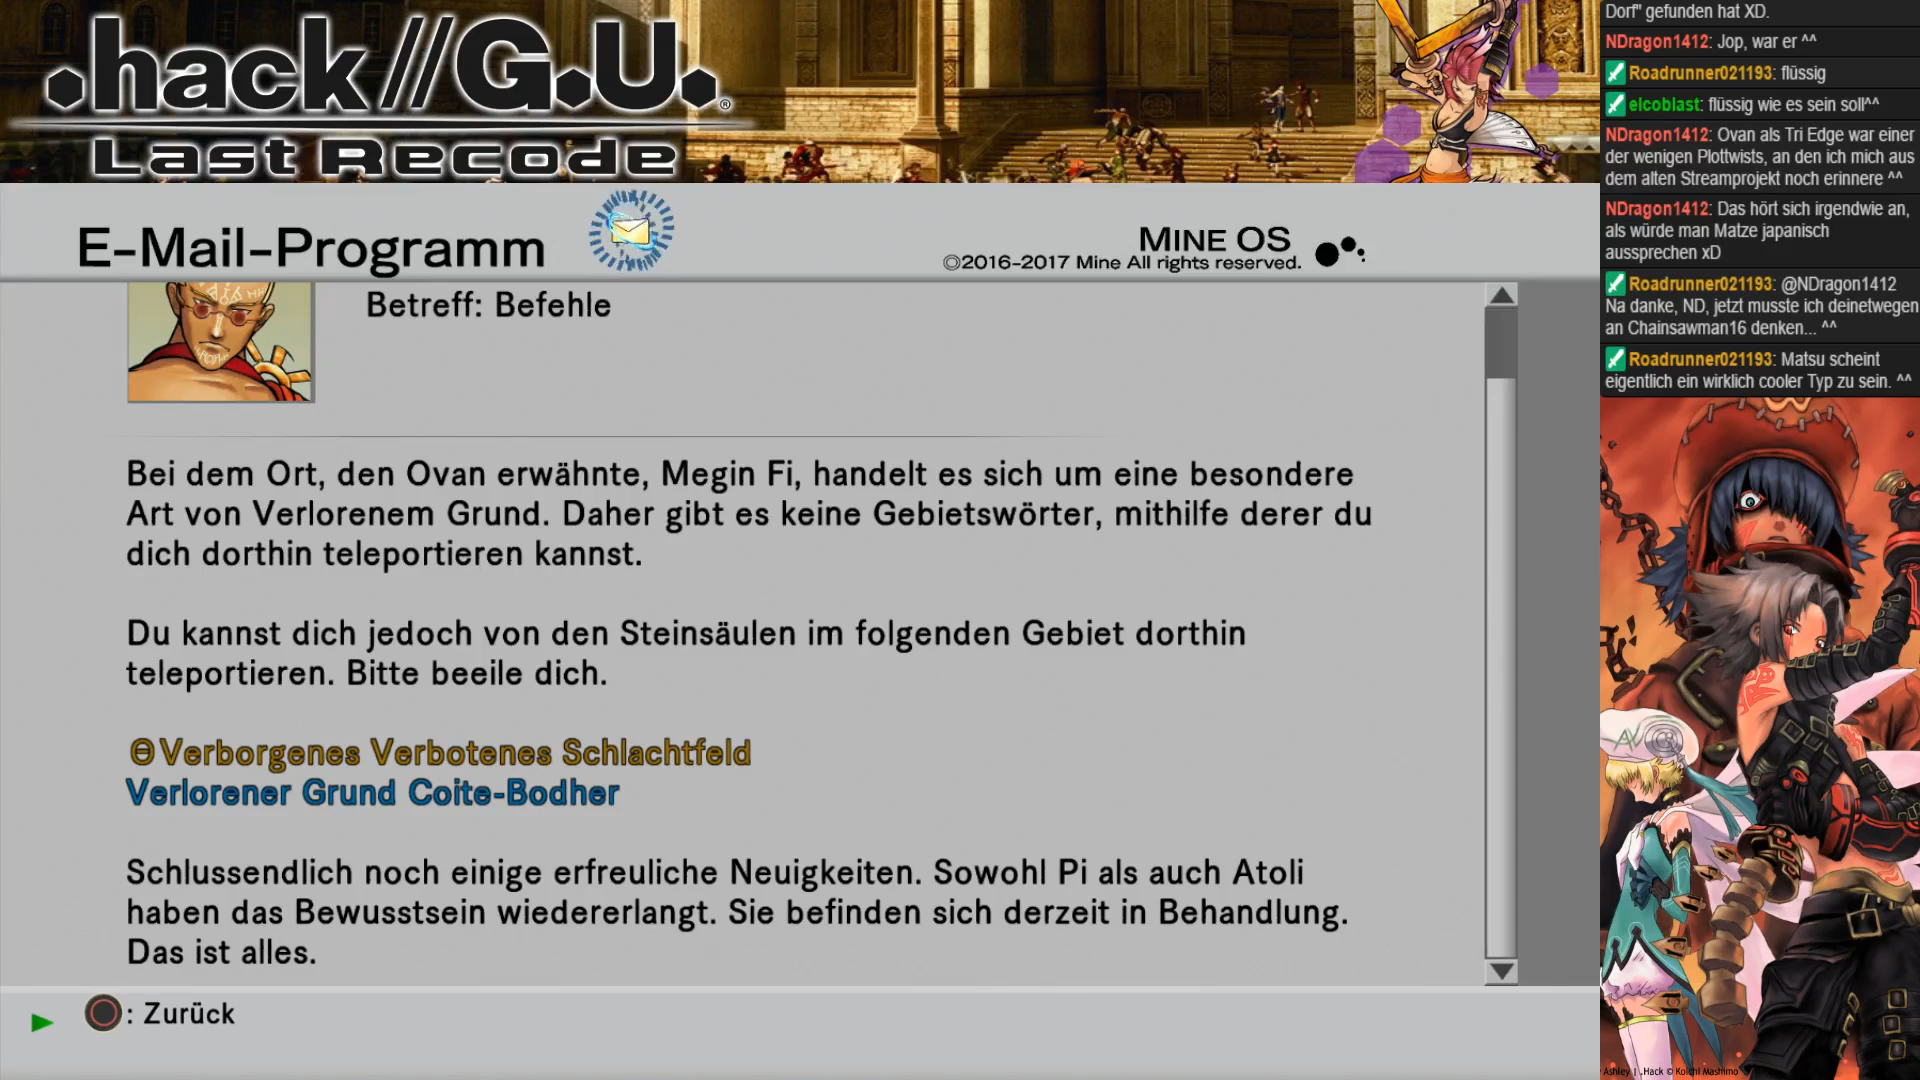 .hack//G.U.®
Last Recode
E-Mail-Programm
MINE OS
©2016-2017 Mine All rights reserved.
Betreff: Befehle
Bei dem Ort, den Ovan erwähnte, Megin Fi, handelt es sich um eine besondere
Art von Verlorenem Grund. Daher gibt es keine Gebietswörter, mithilfe derer du
dich dorthin teleportieren kannst.
Du kannst dich jedoch von den Steinsäulen im folgenden Gebiet dorthin
teleportieren. Bitte beeile dich.
ΘVerborgenes Verbotenes Schlachtfeld
Verlorener Grund Coite-Bodher
Schlussendlich noch einige erfreuliche Neuigkeiten. Sowohl Pi als auch Atoli
haben das Bewusstsein wiedererlangt. Sie befinden sich derzeit in Behandlung.
Das ist alles.
: Zurück
Dorf" gefunden hat XD.
NDragon1412: Jop, war er ^^
Roadrunner021193: flüssig
elcoblast: flüssig wie es sein soll^^
NDragon1412: Ovan als Tri Edge war einer
der wenigen Plottwists, an den ich mich aus
dem alten Streamprojekt noch erinnere ^^
NDragon1412: Das hört sich irgendwie an,
als würde man Matze japanisch
aussprechen xD
Roadrunner021193: @NDragon1412
Na danke, ND, jetzt musste ich deinetwegen
an Chainsawman16 denken... ^^
Roadrunner021193: Matsu scheint
eigentlich ein wirklich cooler Typ zu sein. ^^
Ashley | .Hack © Koichi Mashimo